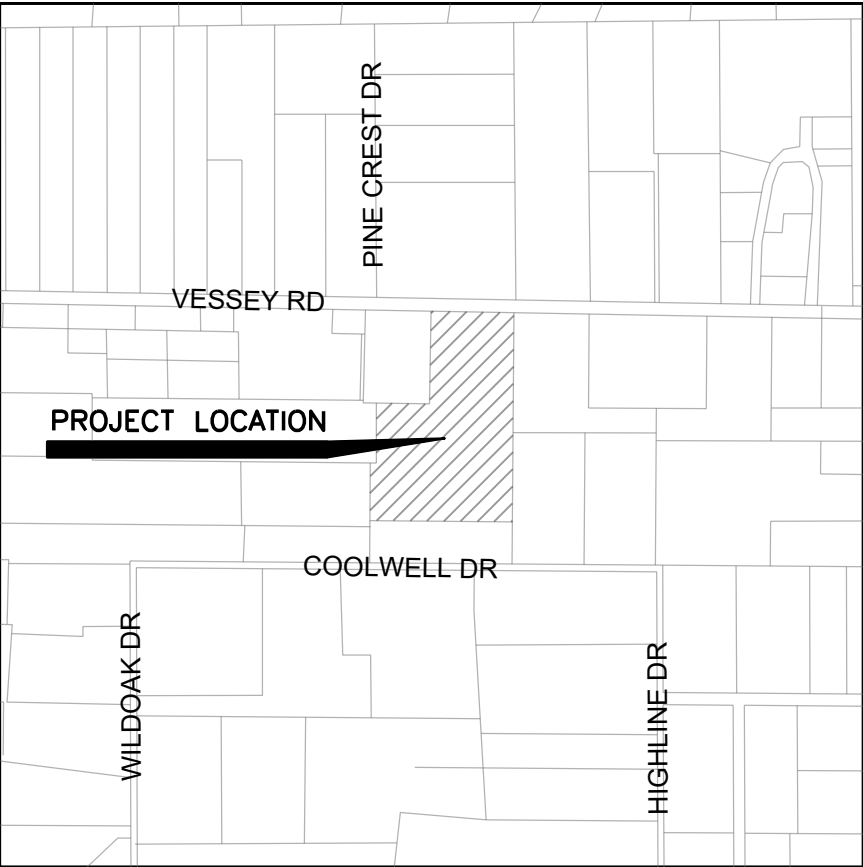 PINE CREST DR
VESSEY RD
PROJECT LOCATION
COOLWELL DR
WILDOAK DR
HIGHLINE DR